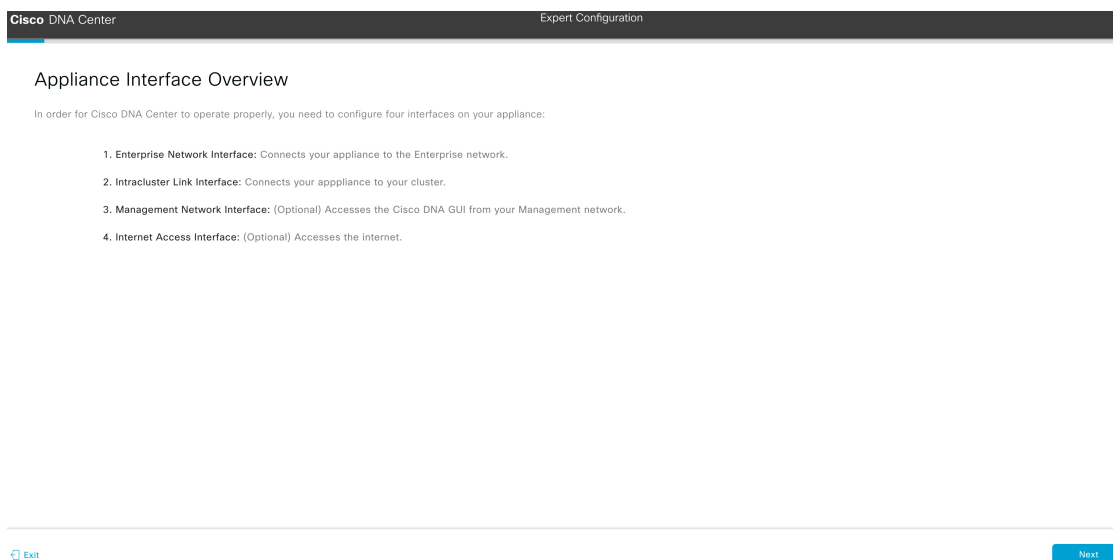 Cisco DNA Center
Expert Configuration
Appliance Interface Overview
In order for Cisco DNA Center to operate properly, you need to configure four interfaces on your appliance:
1. Enterprise Network Interface: Connects your appliance to the Enterprise network.
2. Intracluster Link Interface: Connects your apppliance to your cluster.
3. Management Network Interface: (Optional) Accesses the Cisco DNA GUI from your Management network.
4. Internet Access Interface: (Optional) Accesses the internet.
Exit
Next